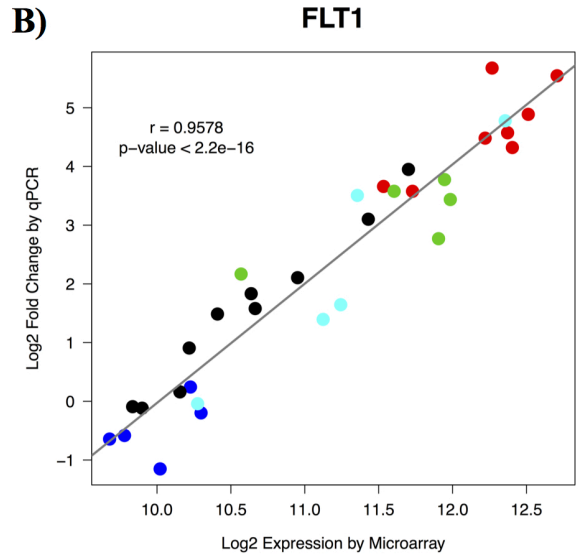 B)
FLT1
r = 0.9578
p-value < 2.2e-16
Log2 Fold Change by qPCR
5
4
3
2
1
0
−1
10.0 10.5 11.0 11.5 12.0 12.5
Log2 Expression by Microarray